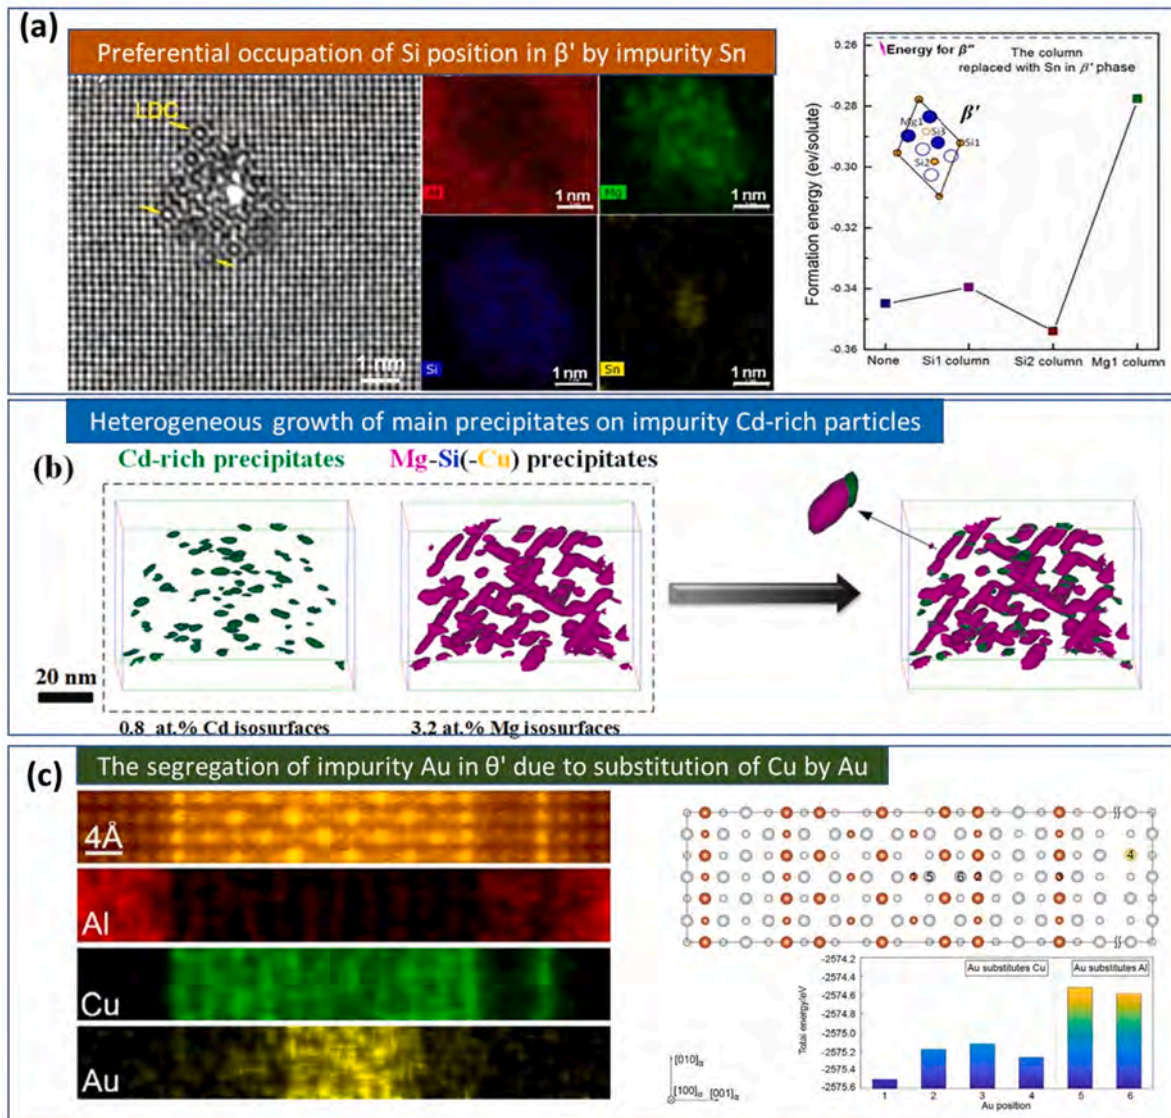 (a)
Preferential occupation of Si position in β' by impurity Sn
LDC
1 nm
Al
1 nm
Mg
1 nm
Si
1 nm
Sn
1 nm
Formation energy (ev/solute)
0.26
-0.28
-0.30
-0.32
-0.34
-0.36
Energy for β"
The column
replaced with Sn in β' phase
β'
Mg1
Si3
Si1
Si2
None
Si1 column
Si2 column
Mg1 column
Heterogeneous growth of main precipitates on impurity Cd-rich particles
(b)
Cd-rich precipitates
Mg-Si(-Cu) precipitates
20 nm
0.8 at.% Cd isosurfaces
3.2 at.% Mg isosurfaces
(c)
The segregation of impurity Au in θ' due to substitution of Cu by Au
4Å
Al
Cu
Au
4
1
5
6
2
3
[010]α
[100]α
[001]α
Total energy/eV
-2574.2
-2574.4
-2574.6
-2574.8
-2575.0
-2575.2
-2575.4
-2575.6
Au substitutes Cu
Au substitutes Al
1 2 3 4 5 6
Au position